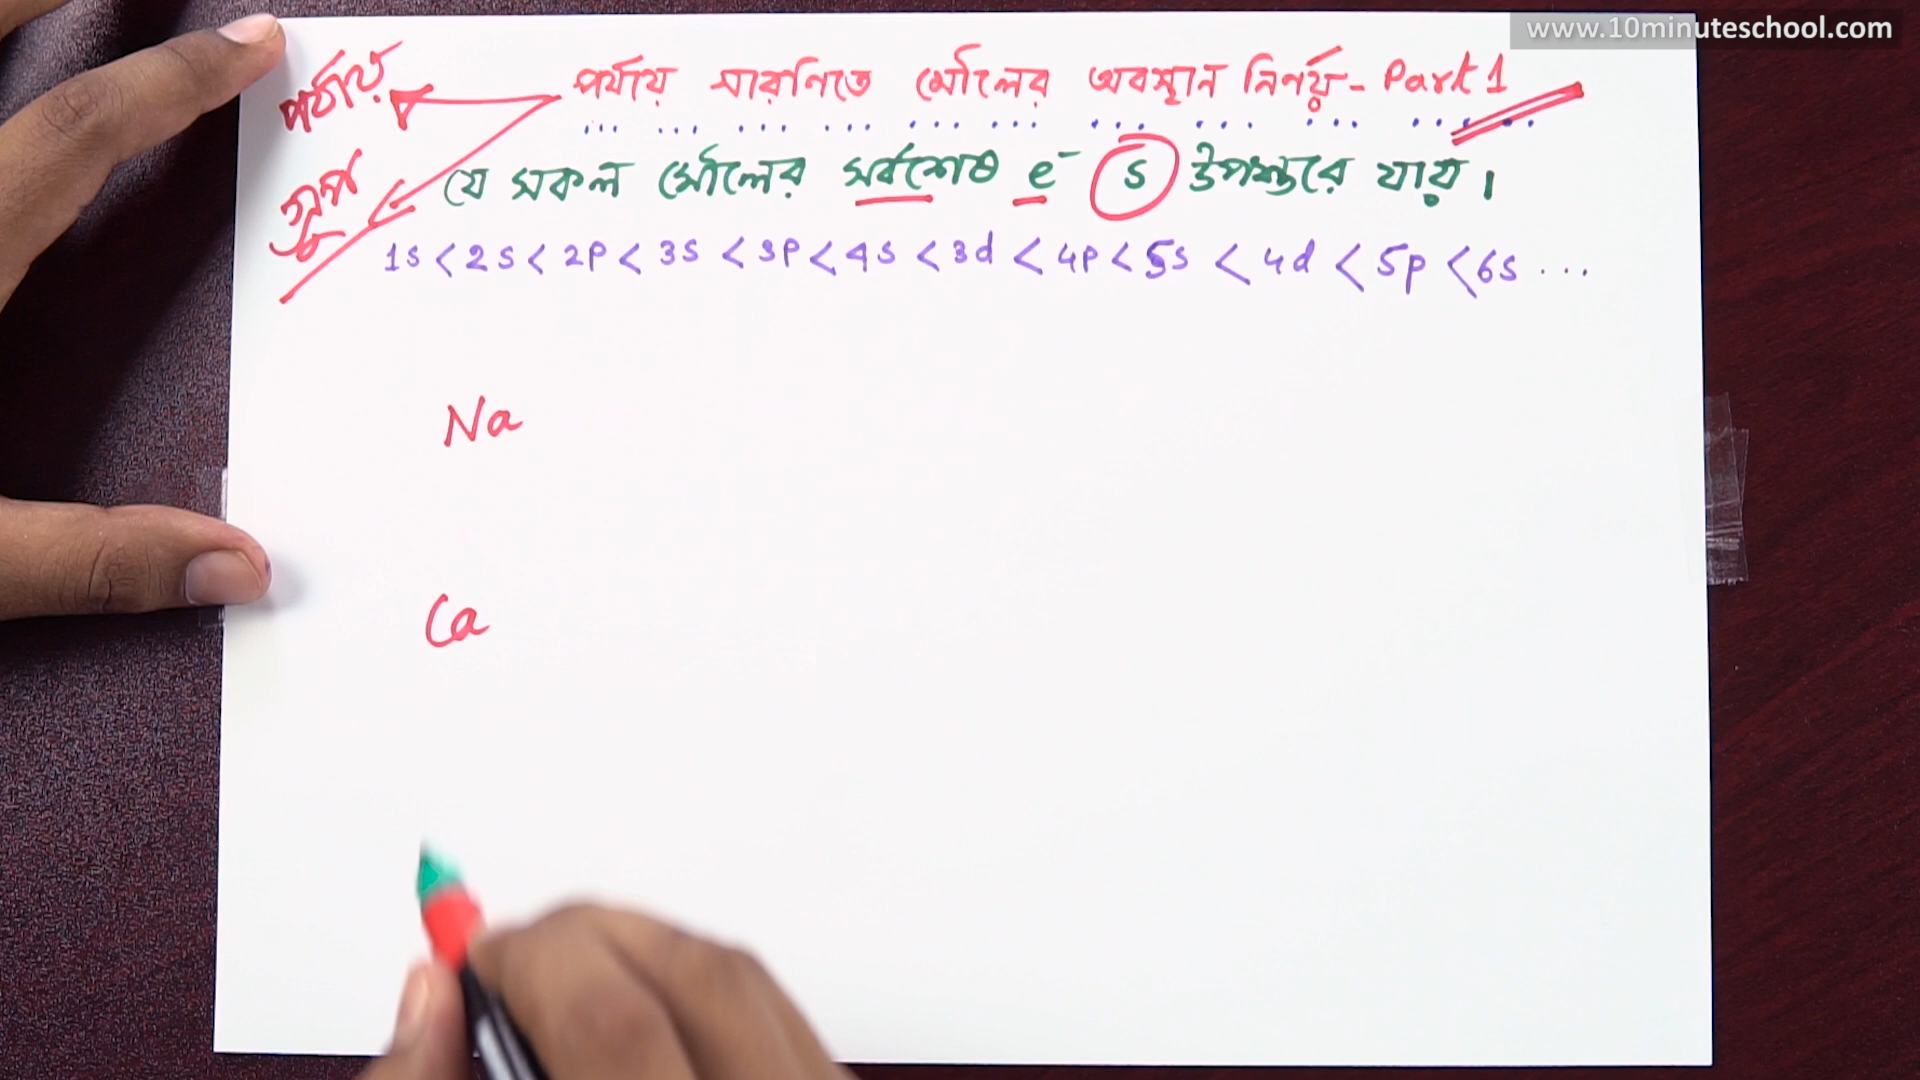 www.10minuteschool.com
পর্যায়
পর্যায় সারণিতে মৌলের অবস্থান নির্ণয় - Part 1
গ্রুপ
যে সকল মৌলের সর্বশেষ e⁻ s উপস্তরে যায়।
1s < 2s < 2p < 3s < 3p < 4s < 3d < 4p < 5s < 4d < 5p < 6s ...
Na
Ca